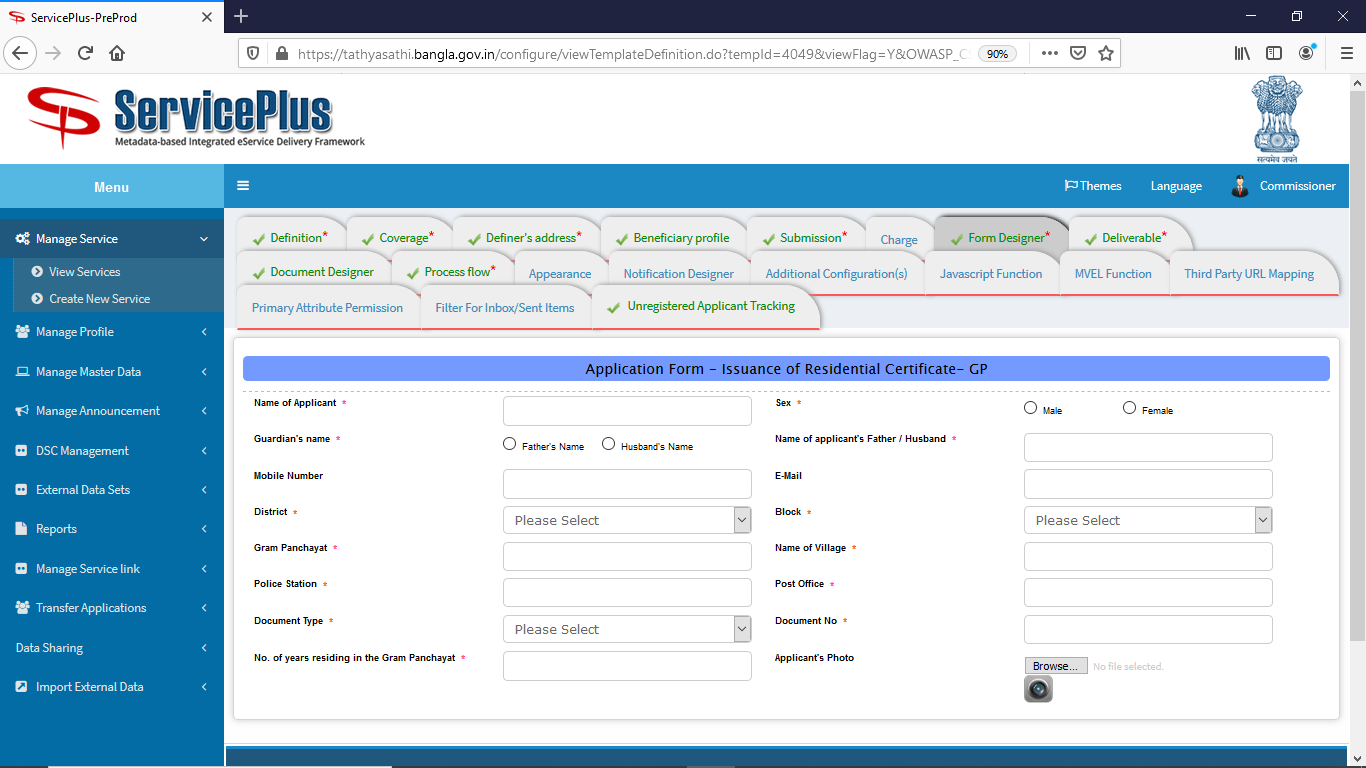 ServicePlus-PreProd
https://tathyasathi.bangla.gov.in/configure/viewTemplateDefinition.do?tempId=4049&viewFlag=Y&OWASP_C
90%
ServicePlus
Metadata-based Integrated eService Delivery Framework
सत्यमेव जयते
Menu
Themes Language Commissioner
Manage Service
View Services
Create New Service
Manage Profile
Manage Master Data
Manage Announcement
DSC Management
External Data Sets
Reports
Manage Service link
Transfer Applications
Data Sharing
Import External Data
Definition* Coverage* Definer's address* Beneficiary profile Submission* Charge Form Designer* Deliverable*
Document Designer Process flow* Appearance Notification Designer Additional Configuration(s) Javascript Function MVEL Function Third Party URL Mapping
Primary Attribute Permission Filter For Inbox/Sent Items Unregistered Applicant Tracking
Application Form – Issuance of Residential Certificate– GP
Name of Applicant * Sex * Male Female
Guardian's name * Father's Name Husband's Name Name of applicant's Father / Husband *
Mobile Number E-Mail
District * Please Select Block * Please Select
Gram Panchayat * Name of Village *
Police Station * Post Office *
Document Type * Please Select Document No *
No. of years residing in the Gram Panchayat * Applicant's Photo Browse... No file selected.